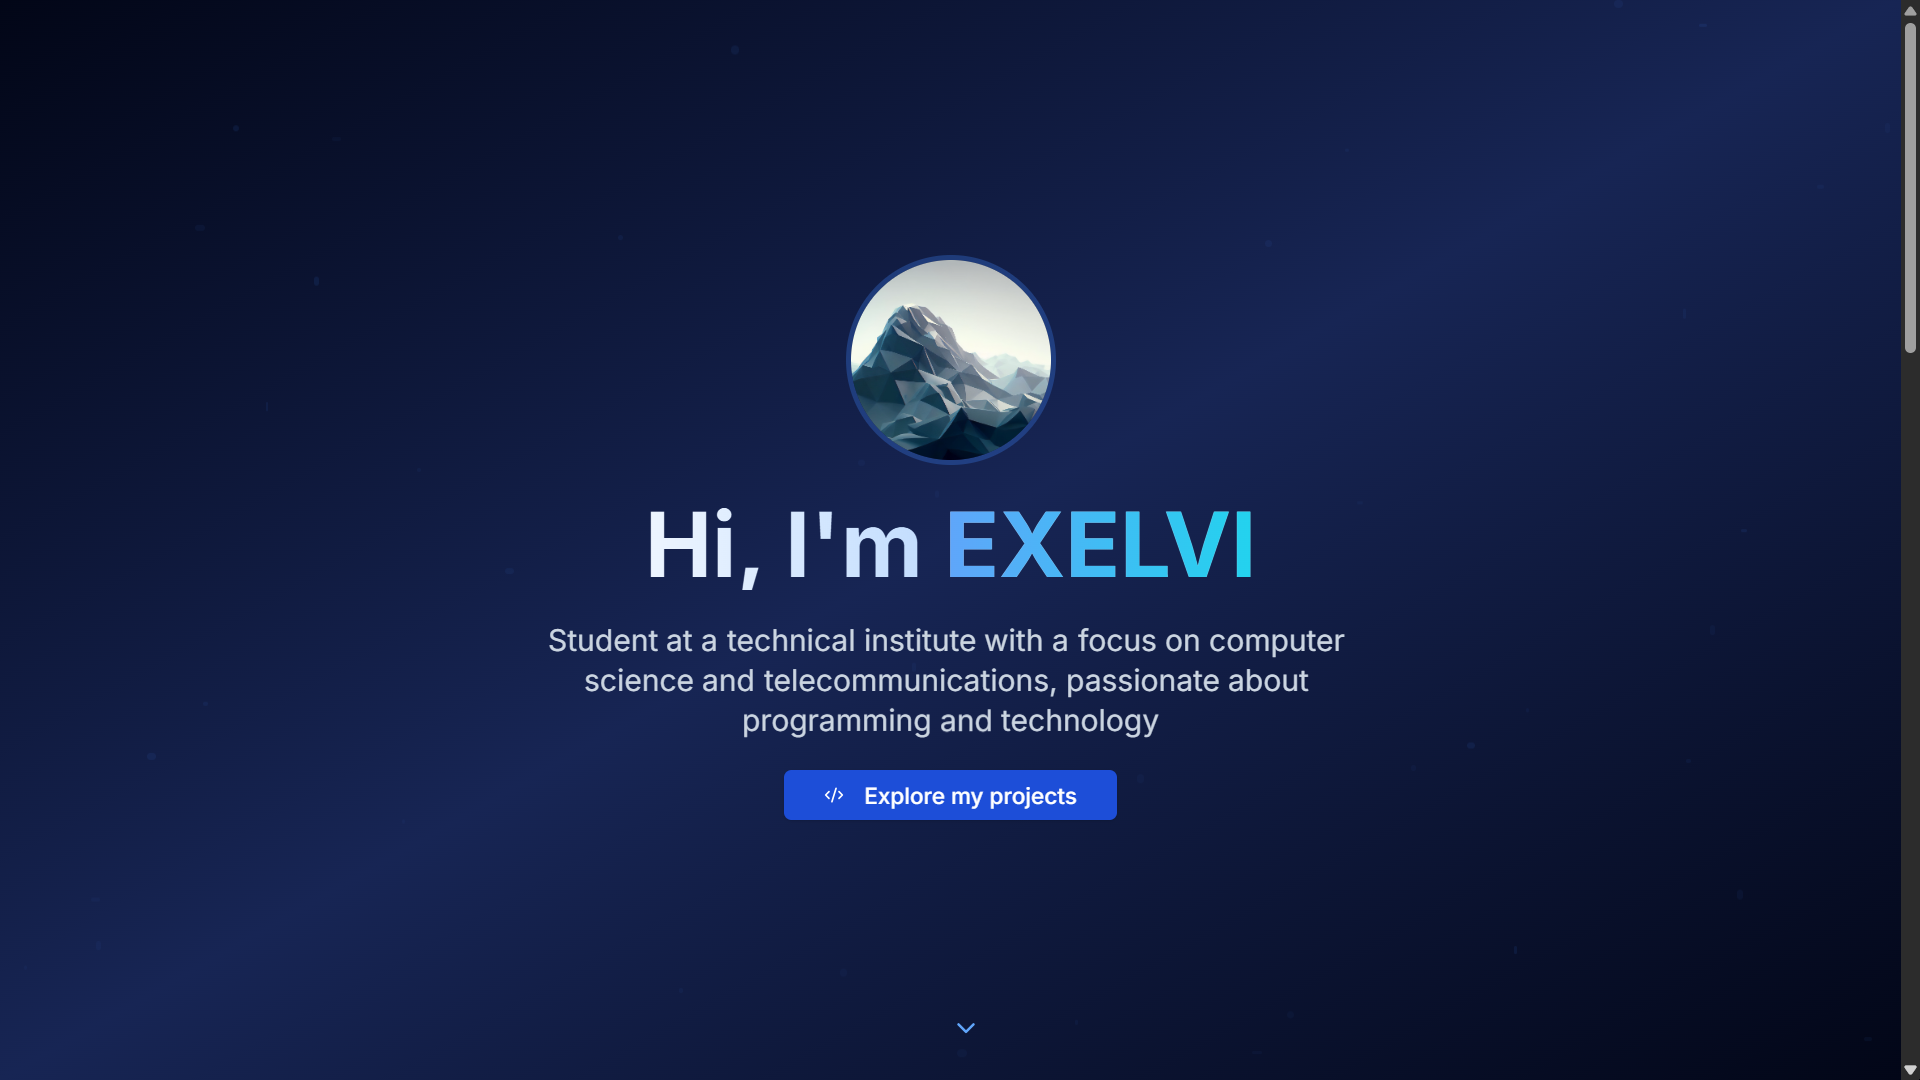 Hi, I'm EXELVI
Student at a technical institute with a focus on computer
science and telecommunications, passionate about
programming and technology
</> Explore my projects